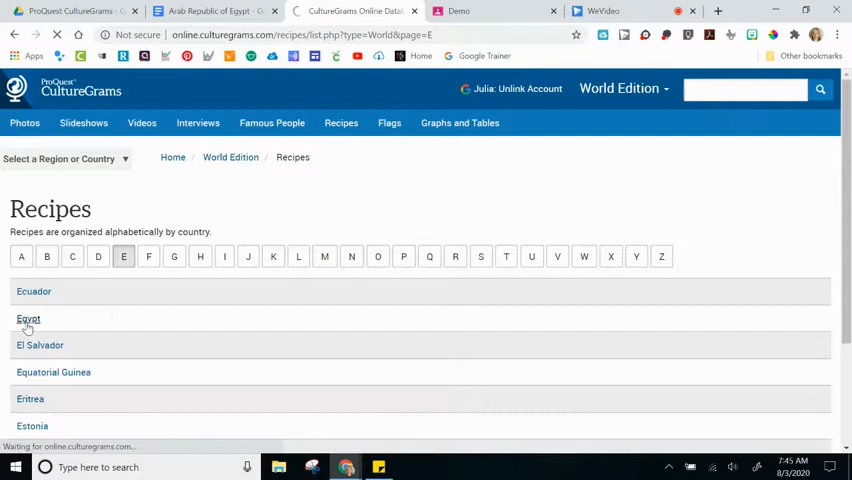 ProQuest CultureGrams - Google
Arab Republic of Egypt - Go
CultureGrams Online Datab
Demo
WeVideo
Not secure | online.culturegrams.com/recipes/list.php?type=World&page=E
Apps
Home
Google Trainer
Other bookmarks
ProQuest
CultureGrams
Julia: Unlink Account
World Edition
Photos
Slideshows
Videos
Interviews
Famous People
Recipes
Flags
Graphs and Tables
Select a Region or Country
Home / World Edition / Recipes
Recipes
Recipes are organized alphabetically by country.
A B C D E F G H I J K L M N O P Q R S T U V W X Y Z
Ecuador
Egypt
El Salvador
Equatorial Guinea
Eritrea
Estonia
Waiting for online.culturegrams.com...
Type here to search
7:45 AM
8/3/2020